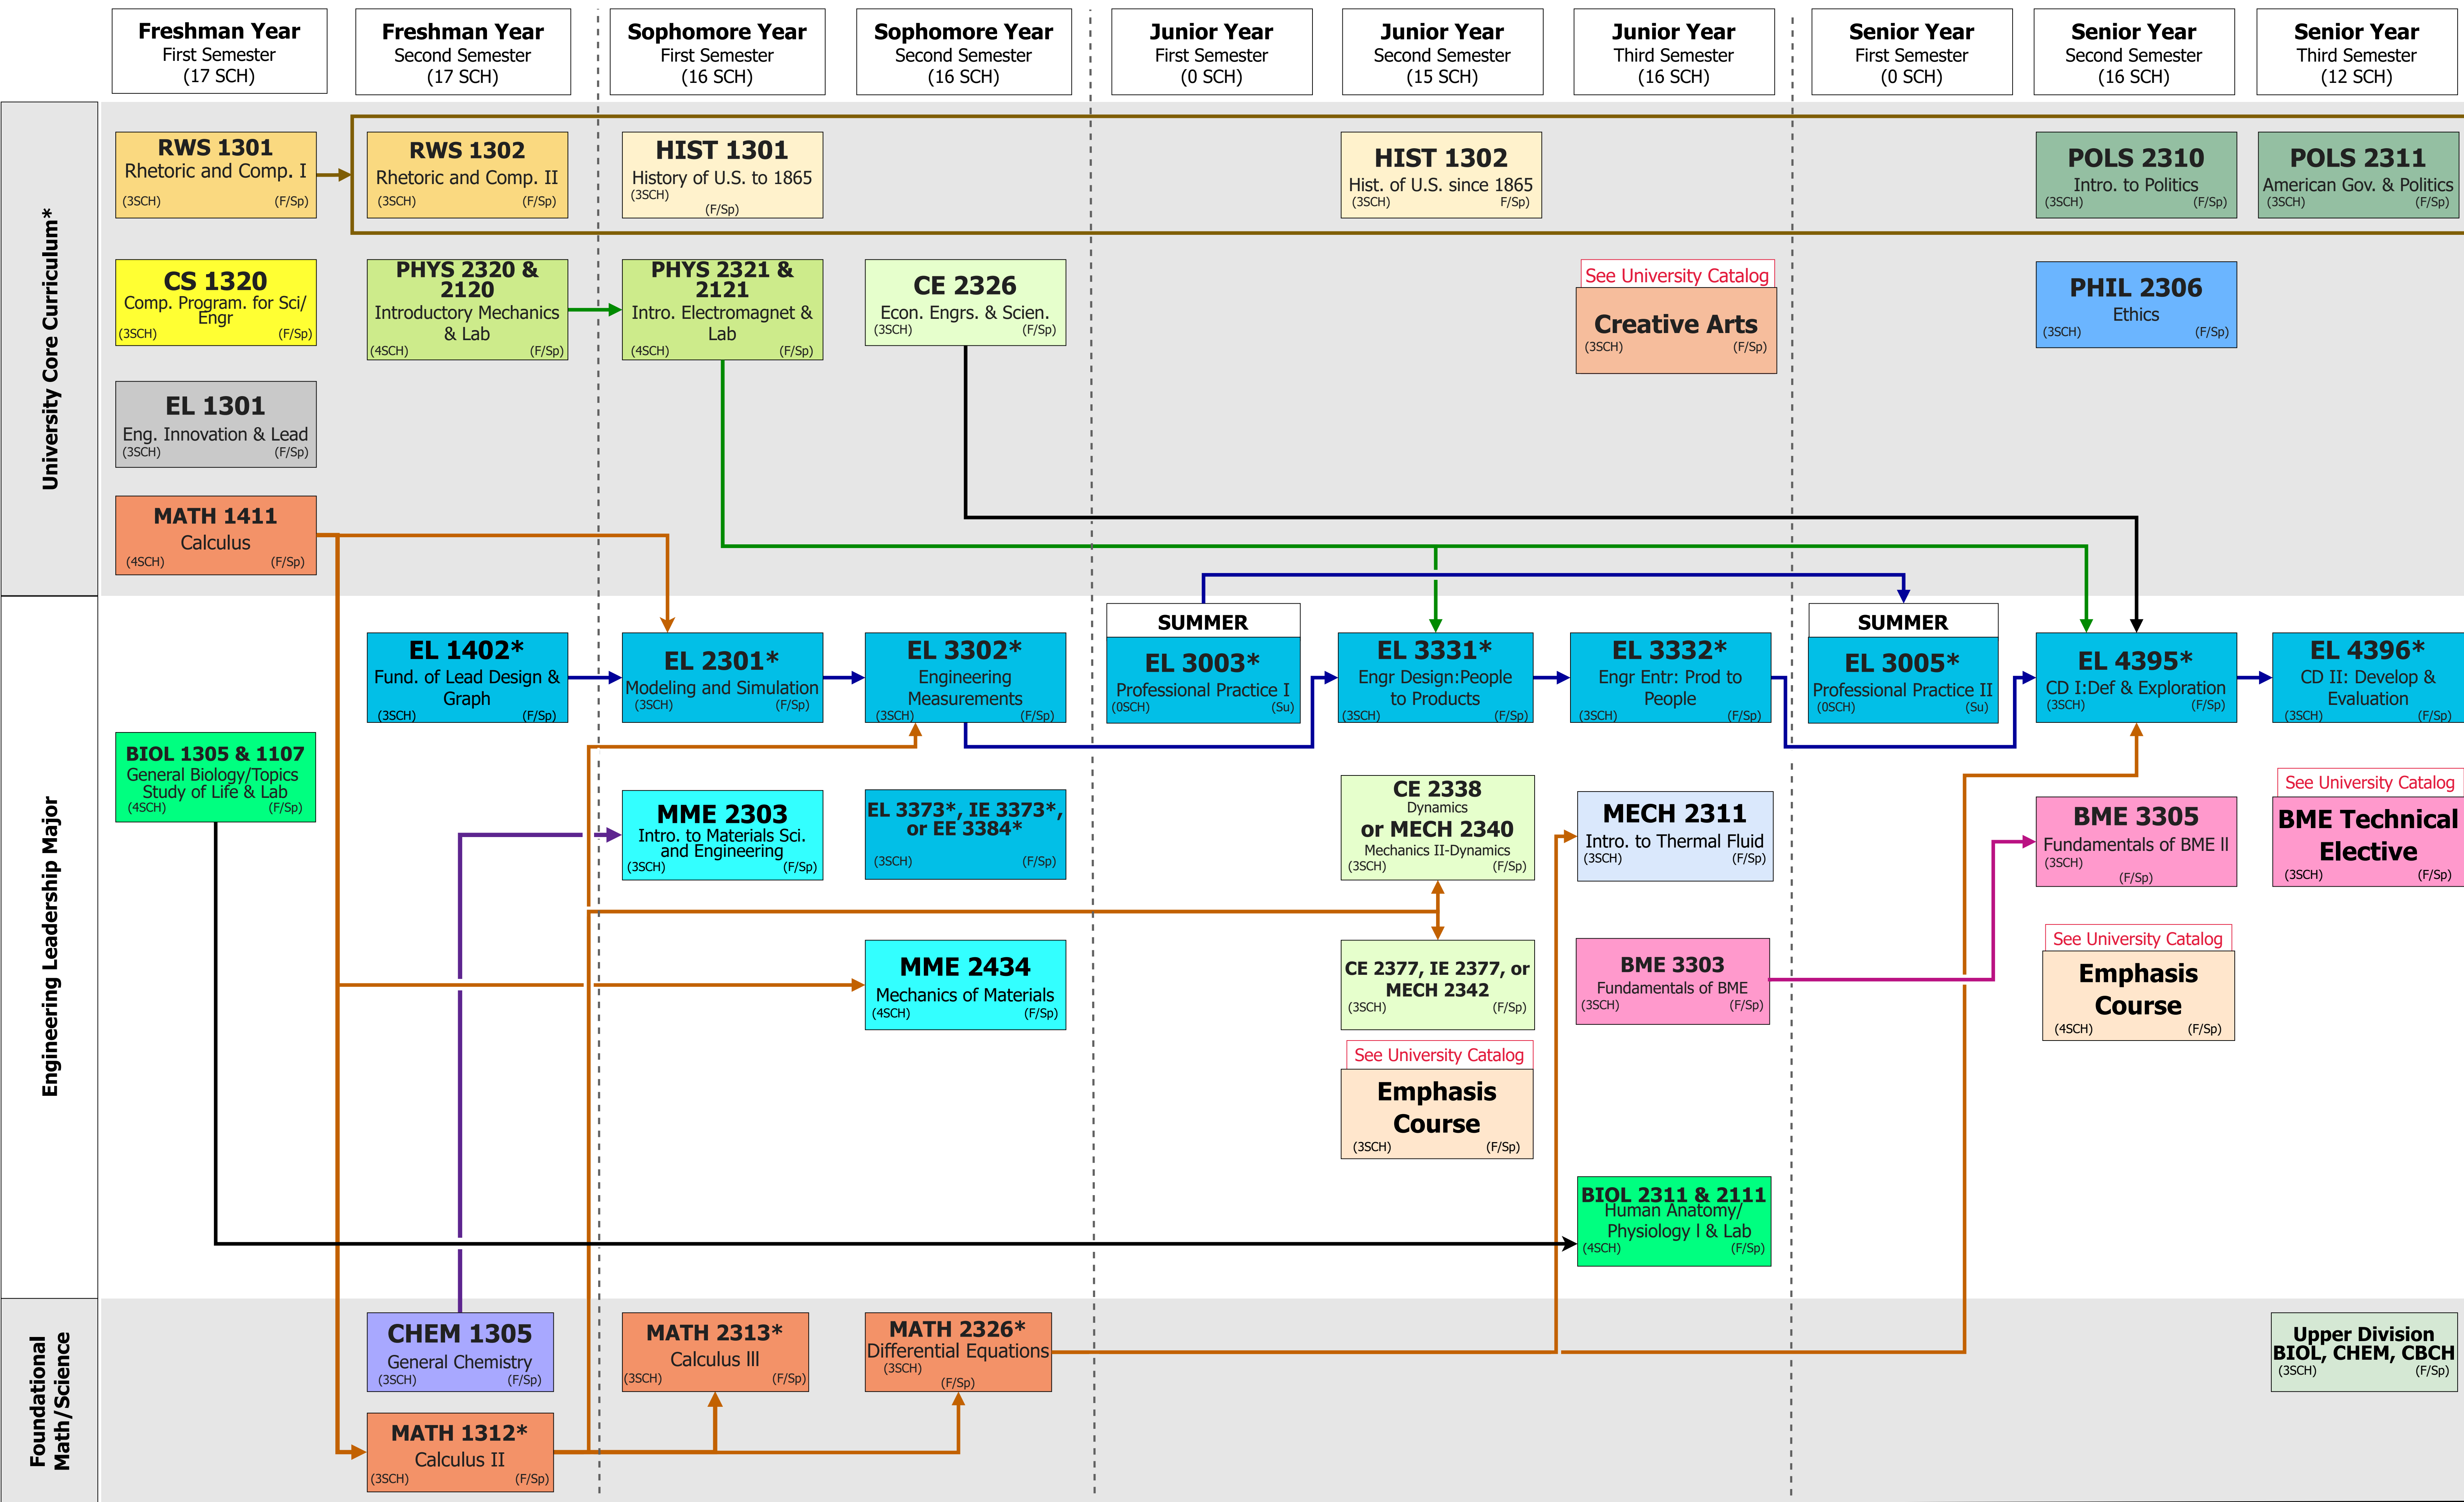 Freshman Year
First Semester
(17 SCH)
Freshman Year
Second Semester
(17 SCH)
Sophomore Year
First Semester
(16 SCH)
Sophomore Year
Second Semester
(16 SCH)
Junior Year
First Semester
(0 SCH)
Junior Year
Second Semester
(15 SCH)
Junior Year
Third Semester
(16 SCH)
Senior Year
First Semester
(0 SCH)
Senior Year
Second Semester
(16 SCH)
Senior Year
Third Semester
(12 SCH)
University Core Curriculum*
RWS 1301
Rhetoric and Comp. I
(3SCH) (F/Sp)
RWS 1302
Rhetoric and Comp. II
(3SCH) (F/Sp)
HIST 1301
History of U.S. to 1865
(3SCH)
(F/Sp)
HIST 1302
Hist. of U.S. since 1865
(3SCH) F/Sp)
POLS 2310
Intro. to Politics
(3SCH) (F/Sp)
POLS 2311
American Gov. & Politics
(3SCH) (F/Sp)
CS 1320
Comp. Program. for Sci/
Engr
(3SCH) (F/Sp)
PHYS 2320 &
2120
Introductory Mechanics
& Lab
(4SCH) (F/Sp)
PHYS 2321 &
2121
Intro. Electromagnet &
Lab
(4SCH) (F/Sp)
CE 2326
Econ. Engrs. & Scien.
(3SCH) (F/Sp)
See University Catalog
Creative Arts
(3SCH) (F/Sp)
PHIL 2306
Ethics
(3SCH) (F/Sp)
EL 1301
Eng. Innovation & Lead
(3SCH) (F/Sp)
MATH 1411
Calculus
(4SCH) (F/Sp)
Engineering Leadership Major
EL 1402*
Fund. of Lead Design &
Graph
(3SCH) (F/Sp)
EL 2301*
Modeling and Simulation
(3SCH) (F/Sp)
EL 3302*
Engineering
Measurements
(3SCH) (F/Sp)
SUMMER
EL 3003*
Professional Practice I
(0SCH) (Su)
EL 3331*
Engr Design:People
to Products
(3SCH) (F/Sp)
EL 3332*
Engr Entr: Prod to
People
(3SCH) (F/Sp)
SUMMER
EL 3005*
Professional Practice II
(0SCH) (Su)
EL 4395*
CD I:Def & Exploration
(3SCH) (F/Sp)
EL 4396*
CD II: Develop &
Evaluation
(3SCH) (F/Sp)
BIOL 1305 & 1107
General Biology/Topics
Study of Life & Lab
(4SCH) (F/Sp)
MME 2303
Intro. to Materials Sci.
and Engineering
(3SCH) (F/Sp)
EL 3373*, IE 3373*,
or EE 3384*
(3SCH) (F/Sp)
CE 2338
Dynamics
or MECH 2340
Mechanics II-Dynamics
(3SCH) (F/Sp)
MECH 2311
Intro. to Thermal Fluid
(3SCH) (F/Sp)
BME 3305
Fundamentals of BME ll
(3SCH)
(F/Sp)
See University Catalog
BME Technical
Elective
(3SCH) (F/Sp)
MME 2434
Mechanics of Materials
(4SCH) (F/Sp)
CE 2377, IE 2377, or
MECH 2342
(3SCH) (F/Sp)
BME 3303
Fundamentals of BME
(3SCH) (F/Sp)
See University Catalog
Emphasis
Course
(4SCH) (F/Sp)
See University Catalog
Emphasis
Course
(3SCH) (F/Sp)
BIOL 2311 & 2111
Human Anatomy/
Physiology l & Lab
(4SCH) (F/Sp)
Foundational
Math/Science
CHEM 1305
General Chemistry
(3SCH) (F/Sp)
MATH 2313*
Calculus lll
(3SCH) (F/Sp)
MATH 2326*
Differential Equations
(3SCH)
(F/Sp)
Upper Division
BIOL, CHEM, CBCH
(3SCH) (F/Sp)
MATH 1312*
Calculus II
(3SCH) (F/Sp)